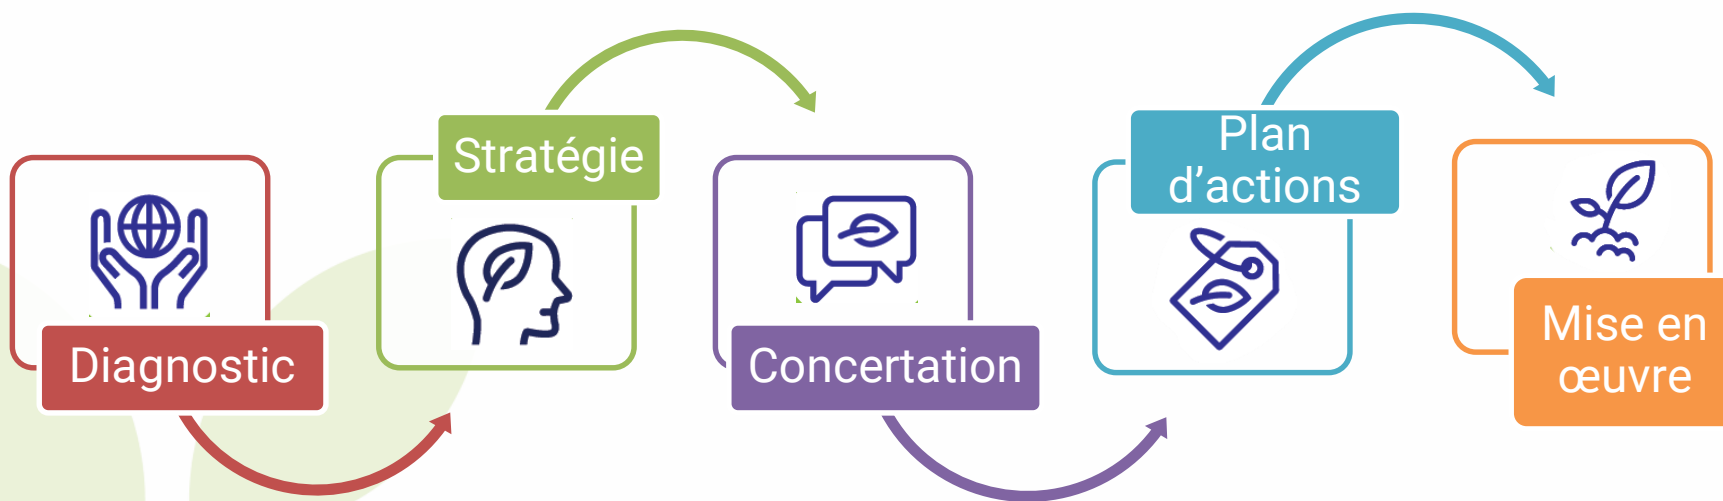 Diagnostic
Stratégie
Concertation
Plan
d’actions
Mise en
œuvre